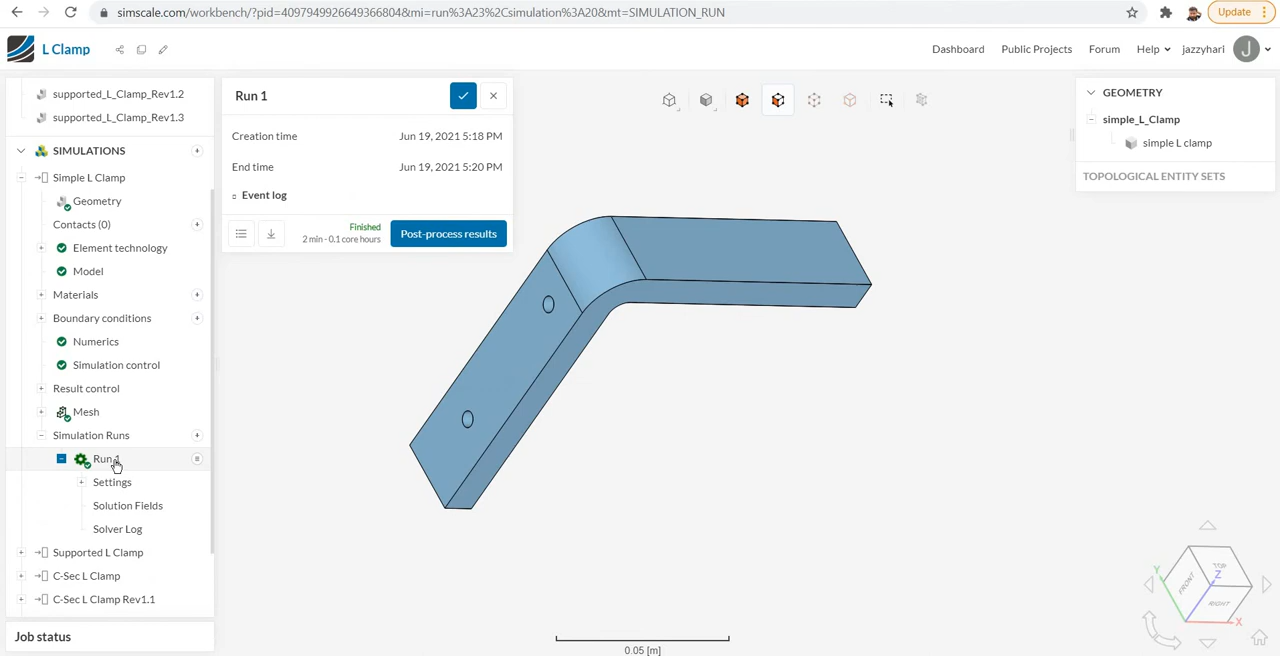 simscale.com/workbench/?pid=4097949926649366804&mi=run%3A23%2Csimulation%3A20&mt=SIMULATION_RUN
Update
L Clamp
Dashboard
Public Projects
Forum
Help
jazzyhari
J
supported_L_Clamp_Rev1.2
supported_L_Clamp_Rev1.3
SIMULATIONS
Simple L Clamp
Geometry
Contacts (0)
Element technology
Model
Materials
Boundary conditions
Numerics
Simulation control
Result control
Mesh
Simulation Runs
Run 1
Settings
Solution Fields
Solver Log
Supported L Clamp
C-Sec L Clamp
C-Sec L Clamp Rev1.1
Job status
Run 1
Creation time Jun 19, 2021 5:18 PM
End time Jun 19, 2021 5:20 PM
Event log
Finished
2 min - 0.1 core hours
Post-process results
GEOMETRY
simple_L_Clamp
simple L clamp
TOPOLOGICAL ENTITY SETS
0.05 [m]
TOP
FRONT
RIGHT
Y
Z
X